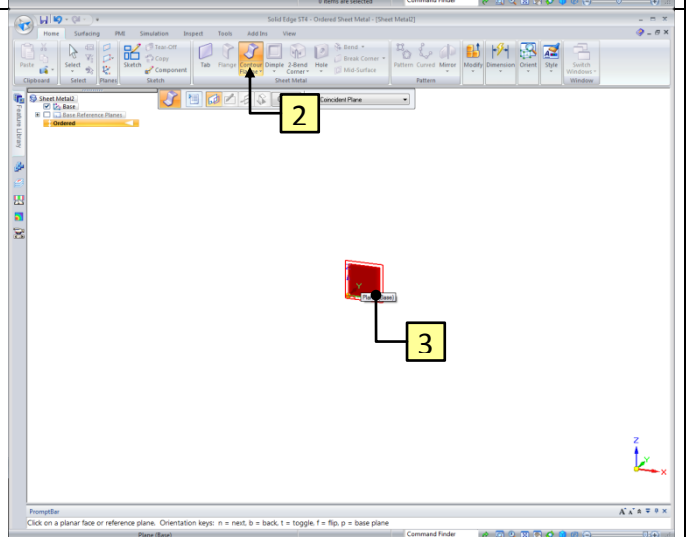 0 items are selected
Command Finder
Solid Edge ST4 - Ordered Sheet Metal - [Sheet Metal2]
Home Surfacing PMI Simulation Inspect Tools Add Ins View
Paste Select Sketch Tear-Off Copy Component Tab Flange Contour Flange Dimple 2-Bend Corner Hole Bend Break Corner Mid-Surface Pattern Curved Mirror Modify Dimension Orient Style Switch Windows
Clipboard Select Planes Sketch Sheet Metal Pattern Window
Sheet Metal2
Base
Base Reference Planes
Ordered
Coincident Plane
2
Feature Library
Y
3
Z
Y
X
PromptBar
Click on a planar face or reference plane. Orientation keys: n = next, b = back, t = toggle, f = flip, p = base plane
Plane (Base)
Command Finder